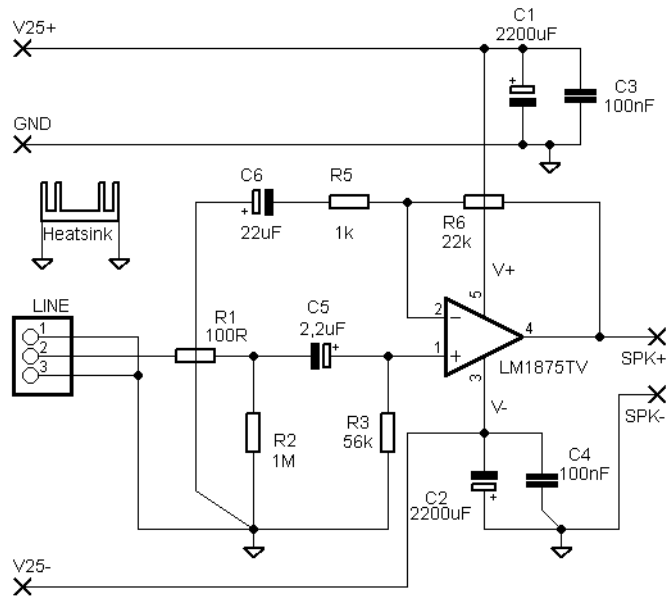 V25+
C1
2200uF
+
C3
100nF
GND
C6
R5
+
22uF
1k
R6
22k
Heatsink
V+
5
LINE
1
2
3
R1
100R
C5
2,2uF
+
2
1
4
LM1875TV
SPK+
3
V-
SPK-
R2
1M
R3
56k
C4
100nF
C2
2200uF
+
V25-